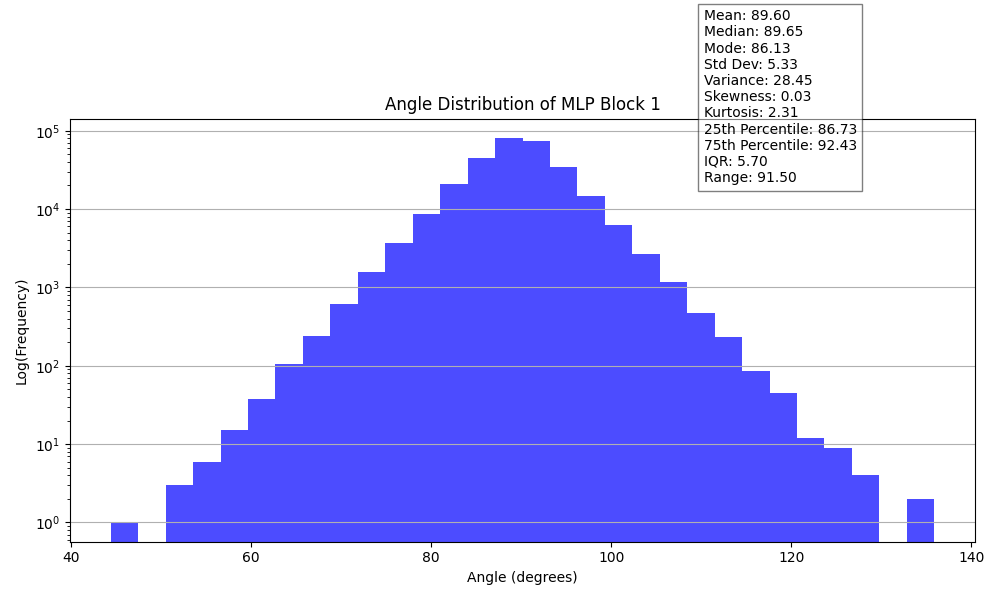 Mean: 89.60
Median: 89.65
Mode: 86.13
Std Dev: 5.33
Variance: 28.45
Skewness: 0.03
Kurtosis: 2.31
25th Percentile: 86.73
75th Percentile: 92.43
IQR: 5.70
Range: 91.50
Angle Distribution of MLP Block 1
Log(Frequency)
10⁵
10⁴
10³
10²
10¹
10⁰
40 60 80 100 120 140
Angle (degrees)